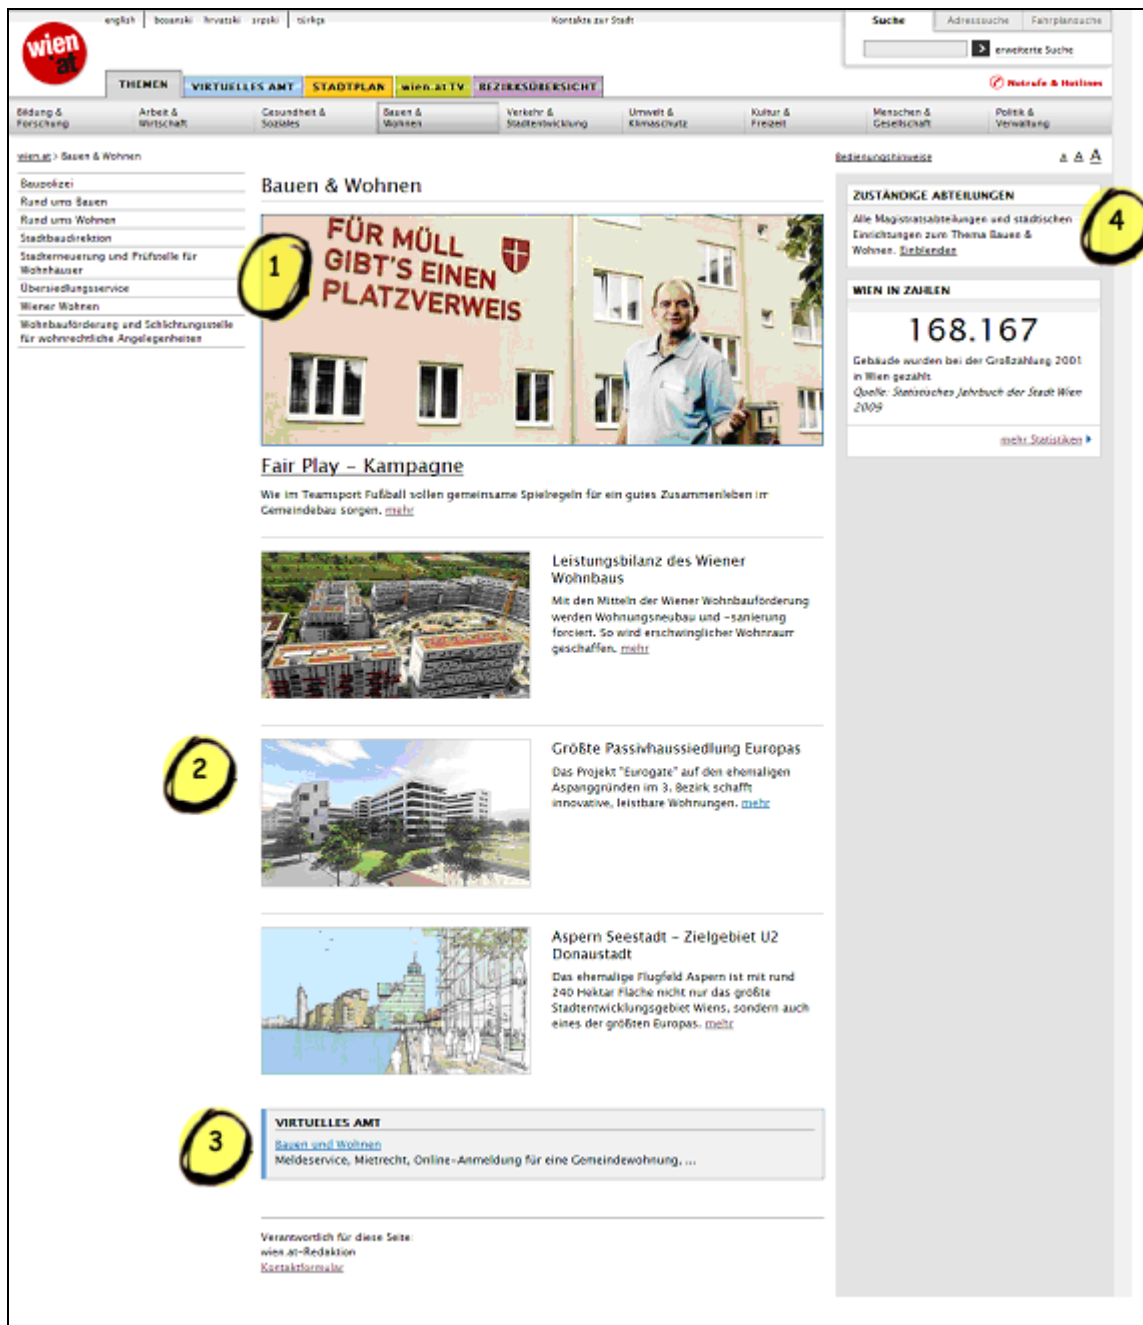 english bosanski hrvatski srpski türkçe Kontakte zur Stadt Suche Adresssuche Fahrplansuche
wien.at
erweiterte Suche
THEMEN VIRTUELLES AMT STADTPLAN wien.at TV BEZIRKSÜBERSICHT Notrufe & Hotlines
Bildung & Forschung Arbeit & Wirtschaft Gesundheit & Soziales Bauen & Wohnen Verkehr & Stadtentwicklung Umwelt & Klimaschutz Kultur & Freizeit Menschen & Gesellschaft Politik & Verwaltung
wien.at > Bauen & Wohnen
Bedienungshinweise A A A
Baupolizei
Rund ums Bauen
Rund ums Wohnen
Stadtbaudirektion
Stadterneuerung und Prüfstelle für
Wohnhäuser
Übersiedlungsservice
Wiener Wohnen
Wohnbauförderung und Schlichtungsstelle
für wohnrechtliche Angelegenheiten
Bauen & Wohnen
1
FÜR MÜLL
GIBT'S EINEN
PLATZVERWEIS
Fair Play – Kampagne
Wie im Teamsport Fußball sollen gemeinsame Spielregeln für ein gutes Zusammenleben im
Gemeindebau sorgen. mehr
Leistungsbilanz des Wiener
Wohnbaus
Mit den Mitteln der Wiener Wohnbauförderung
werden Wohnungsneubau und -sanierung
forciert. So wird erschwinglicher Wohnraum
geschaffen. mehr
2
Größte Passivhaussiedlung Europas
Das Projekt "Eurogate" auf den ehemaligen
Aspanggründen im 3. Bezirk schafft
innovative, leistbare Wohnungen. mehr
Aspern Seestadt – Zielgebiet U2
Donaustadt
Das ehemalige Flugfeld Aspern ist mit rund
240 Hektar Fläche nicht nur das größte
Stadtentwicklungsgebiet Wiens, sondern auch
eines der größten Europas. mehr
3
VIRTUELLES AMT
Bauen und Wohnen
Meldeservice, Mietrecht, Online-Anmeldung für eine Gemeindewohnung, ...
Verantwortlich für diese Seite:
wien.at-Redaktion
Kontaktformular
4
ZUSTÄNDIGE ABTEILUNGEN
Alle Magistratsabteilungen und städtischen
Einrichtungen zum Thema Bauen &
Wohnen. Einblenden
WIEN IN ZAHLEN
168.167
Gebäude wurden bei der Großzählung 2001
in Wien gezählt
Quelle: Statistisches Jahrbuch der Stadt Wien
2009
mehr Statistiken